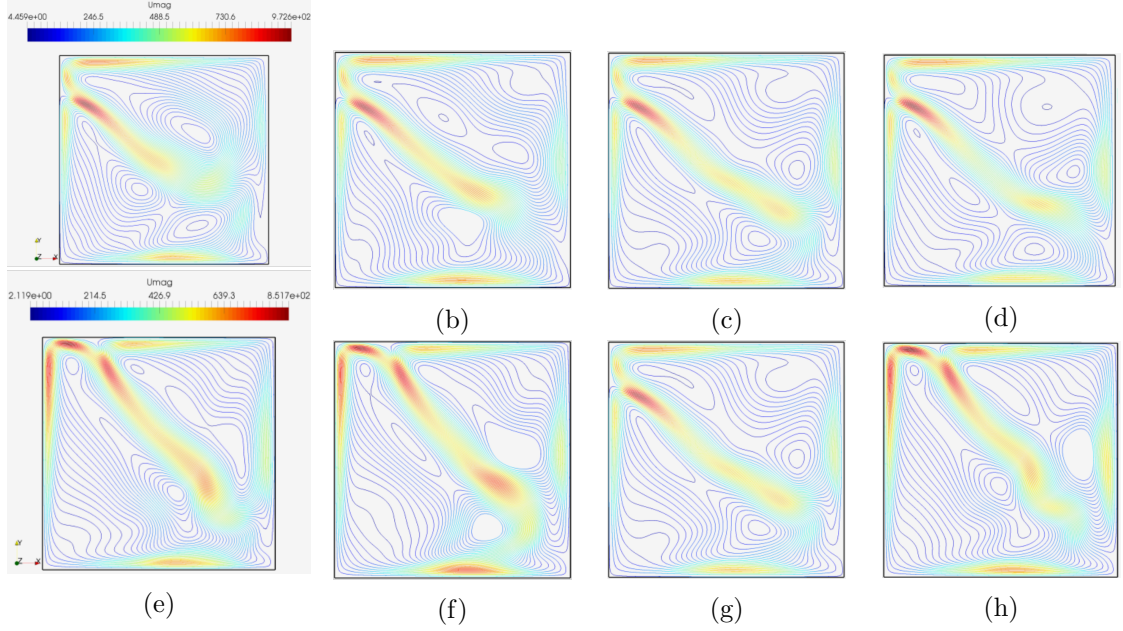 Umag
4.459e+00 246.5 488.5 730.6 9.726e+02
Y
Z X
(b) (c) (d)
Umag
2.119e+00 214.5 426.9 639.3 8.517e+02
Y
Z X
(e) (f) (g) (h)